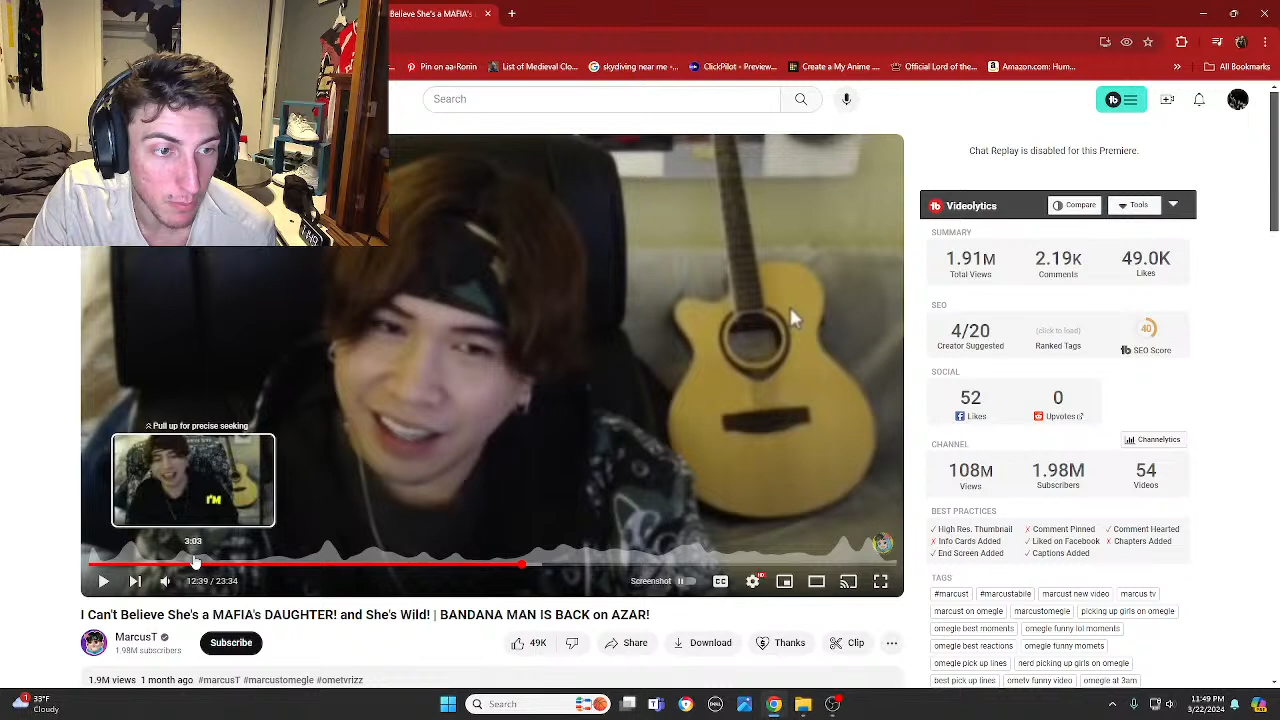 Believe She's a MAFIA's
Pin on aa-Ronin
List of Medieval Clo...
skydiving near me -...
ClickPilot - Preview...
Create a My Anime ...
Official Lord of the...
Amazon.com: Hum...
All Bookmarks
Search
Chat Replay is disabled for this Premiere.
Videolytics
Compare
Tools
SUMMARY
1.91M
2.19K
49.0K
Total Views
Comments
Likes
SEO
4/20
(click to load)
40
Creator Suggested
Ranked Tags
SEO Score
SOCIAL
52
0
Likes
Upvotes
CHANNEL
Channelytics
108M
1.98M
54
Views
Subscribers
Videos
BEST PRACTICES
✓ High Res. Thumbnail
✗ Comment Pinned
✓ Comment Hearted
✗ Info Cards Added
✗ Liked on Facebook
✗ Chapters Added
✓ End Screen Added
✓ Captions Added
TAGS
#marcust
#marcustabile
marcust new video
marcus tv
marcust on omegle
marcustomegle
picking up girls on omegle
omegle best moments
omegle funny lol moments
omegle best reactions
omegle funny momets
omegle pick up lines
nerd picking up girls on omegle
best pick up lines
ometv funny video
omegle at 3am
Pull up for precise seeking
I'M
3:03
12:39 / 23:34
Screenshot
CC
HD
I Can't Believe She's a MAFIA's DAUGHTER! and She's Wild! | BANDANA MAN IS BACK on AZAR!
MarcusT
1.98M subscribers
Subscribe
49K
Share
Download
Thanks
Clip
1.9M views 1 month ago #marcusT #marcustomegle #ometvrizz
1
33°F
Cloudy
Search
DELL
11:49 PM
3/22/2024